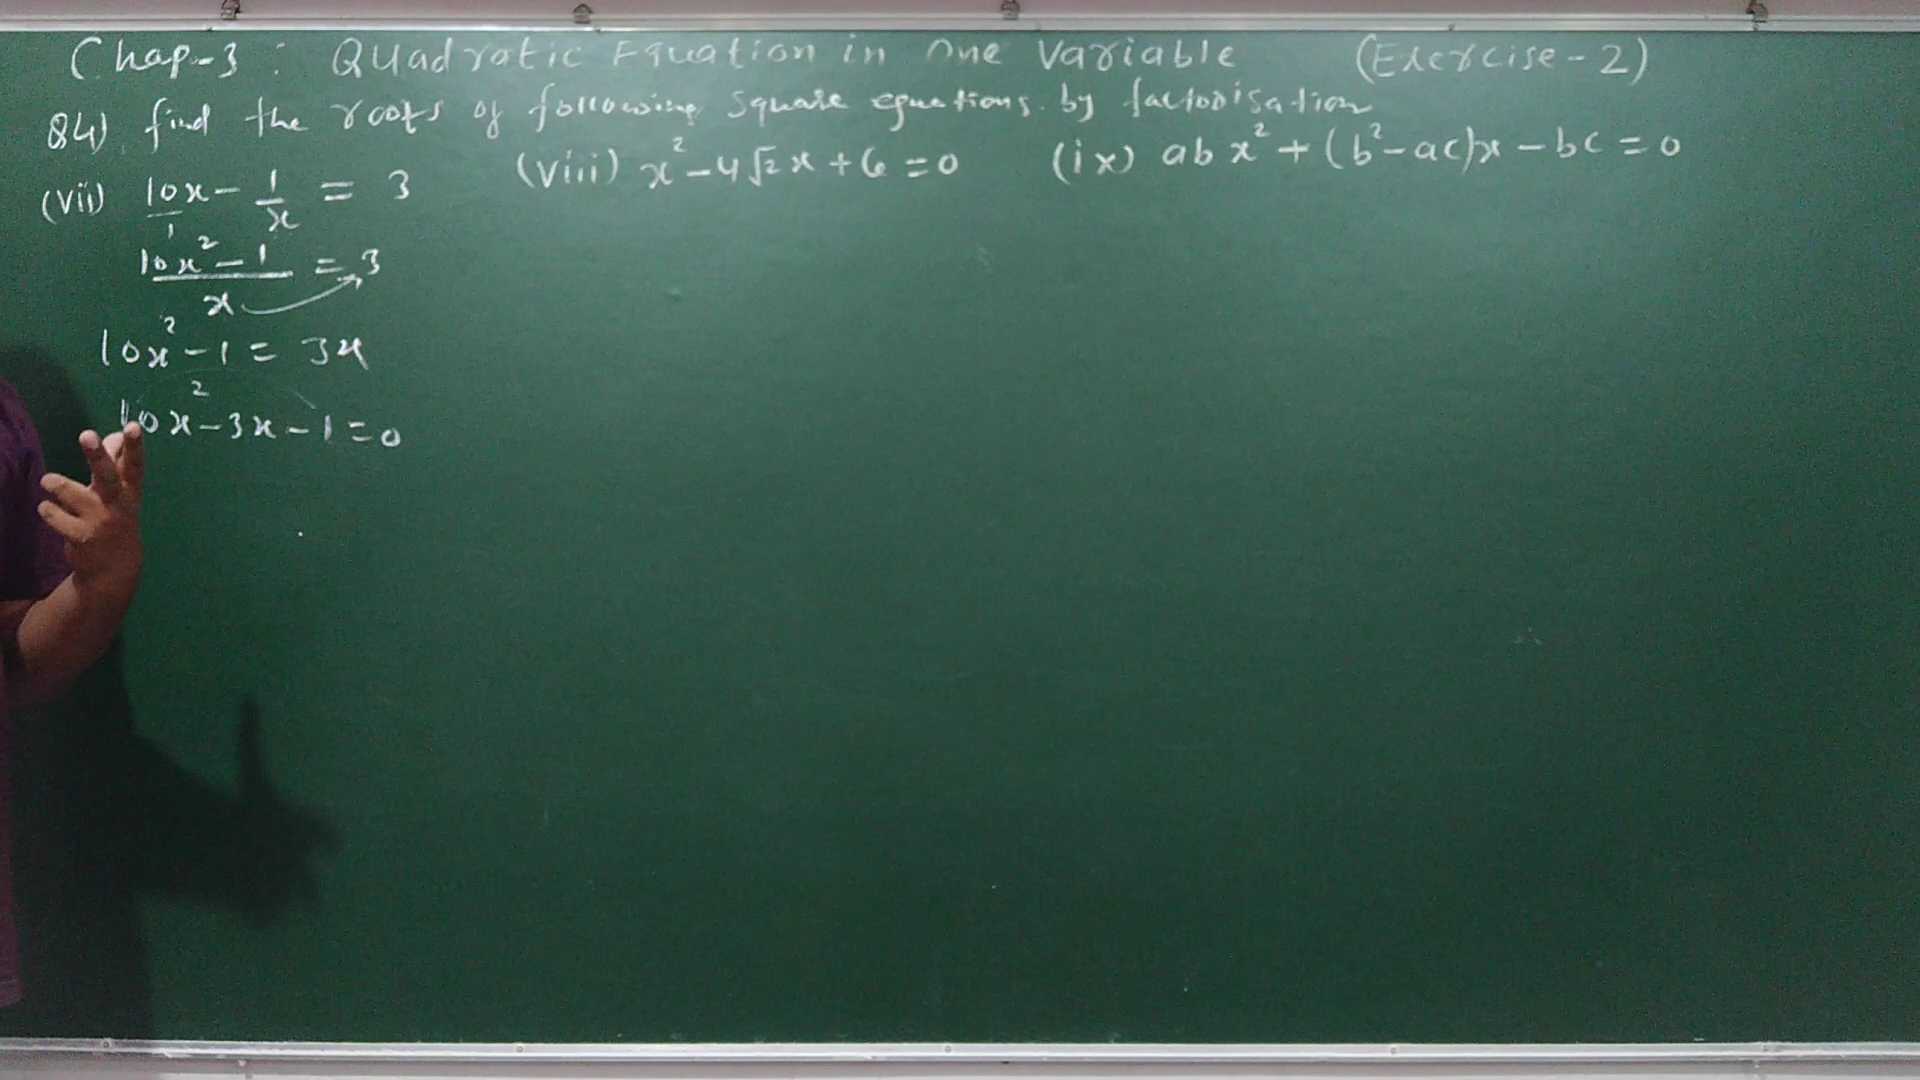 Chap-3 : Quadratic Equation in One Variable (Exercise-2)
Q4) find the roots of following square equations by factorisation
(vii) 10x/1 - 1/x = 3 (viii) x² - 4√2 x + 6 = 0 (ix) abx² + (b² - ac)x - bc = 0
10x² - 1 / x = 3
10x² - 1 = 3x
10x² - 3x - 1 = 0